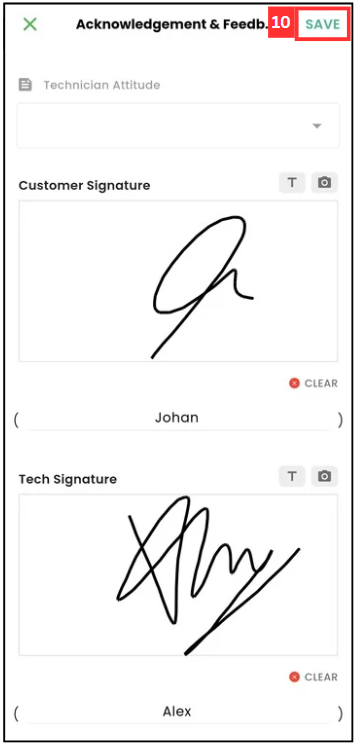 Acknowledgement & Feedb. 10 SAVE
Technician Attitude
Customer Signature T
CLEAR
( Johan )
Tech Signature T
CLEAR
( Alex )